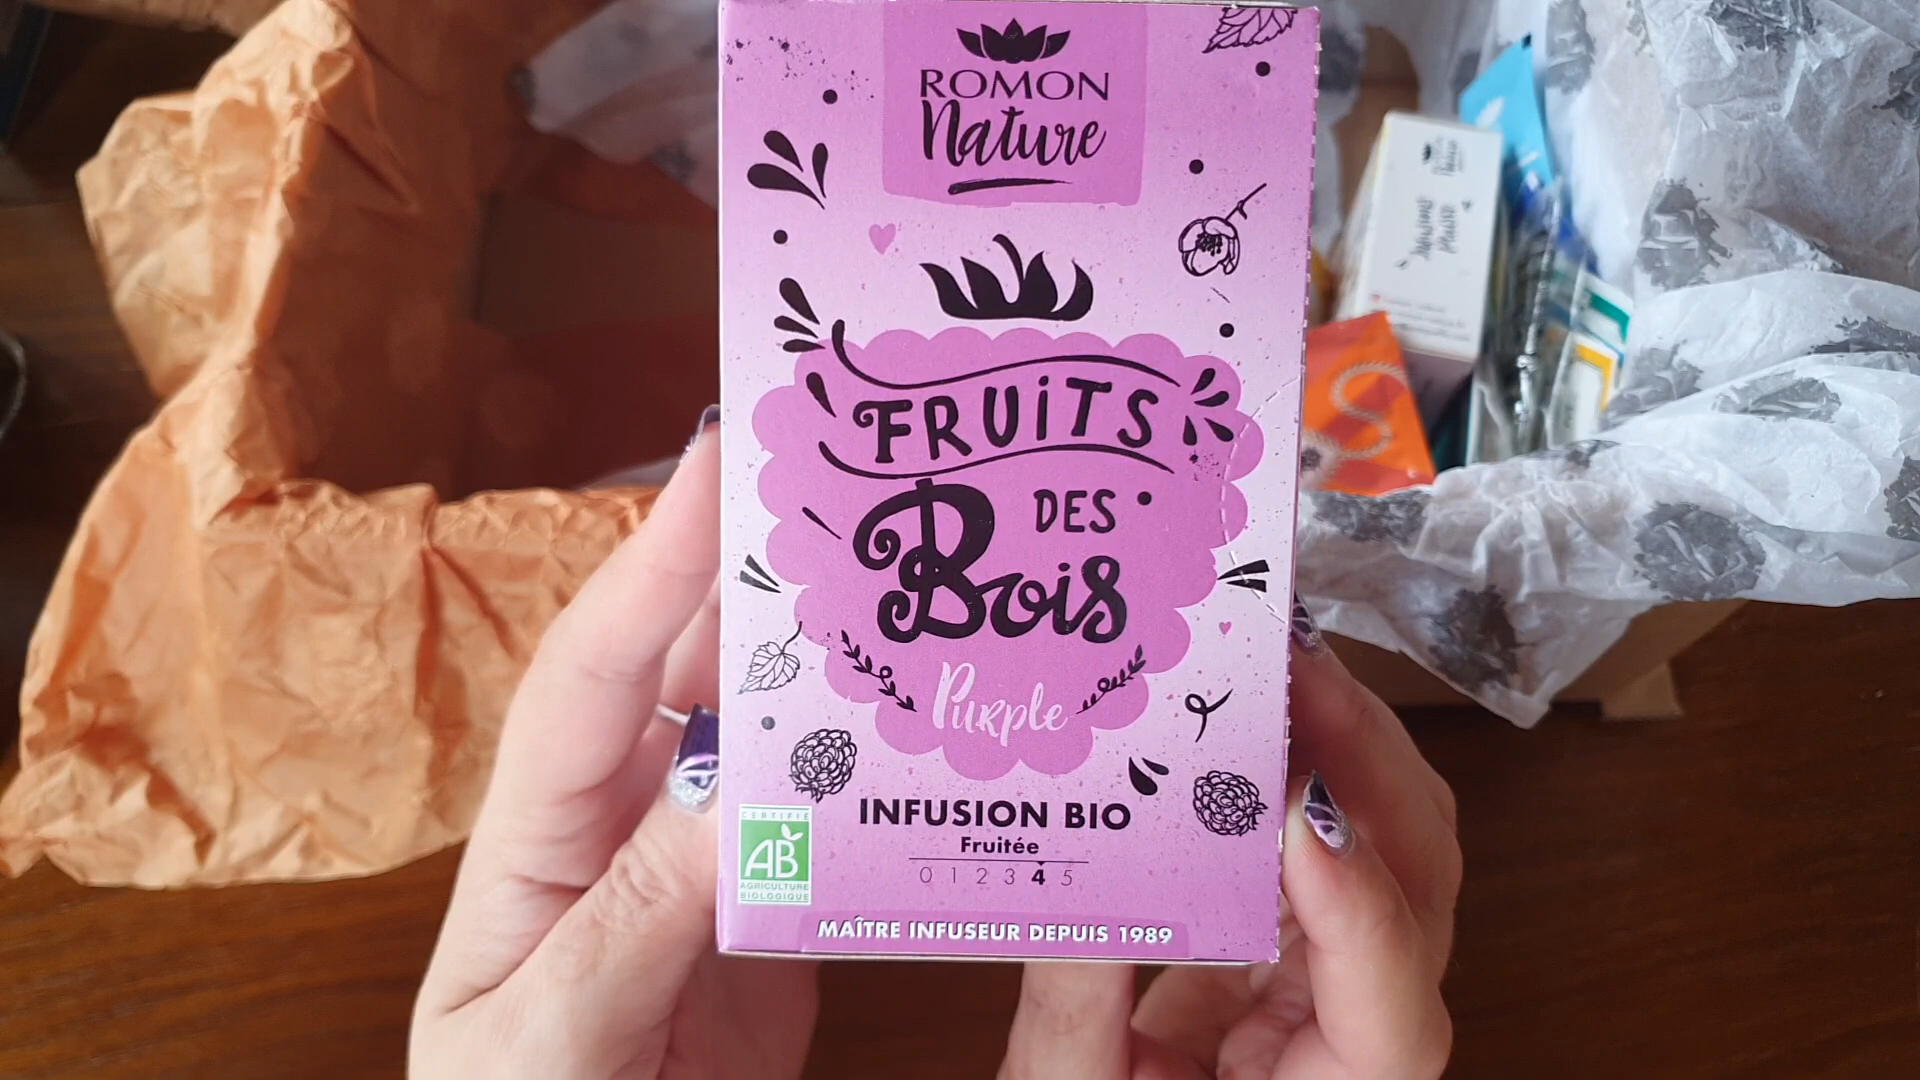 ROMON
Nature
FRUiTS
DES
Bois
Purple
INFUSION BIO
Fruitée
0 1 2 3 4 5
CERTIFIÉ
AB
AGRICULTURE
BIOLOGIQUE
MAÎTRE INFUSEUR DEPUIS 1989